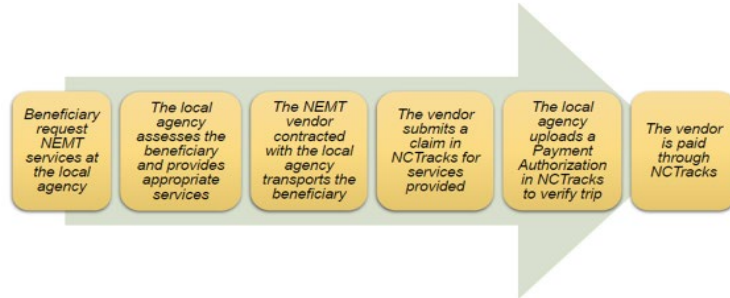 Beneficiary
request
NEMT
services at
the local
agency
The local
agency
assesses the
beneficiary
and provides
appropriate
services
The NEMT
vendor
contracted
with the local
agency
transports the
beneficiary
The vendor
submits a
claim in
NCTracks for
services
provided
The local
agency
uploads a
Payment
Authorization
in NCTracks
to verify trip
The vendor
is paid
through
NCTracks